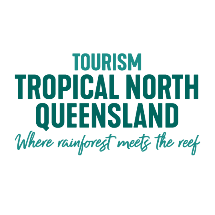 TOURISM
TROPICAL NORTH
QUEENSLAND
Where rainforest meets the reef